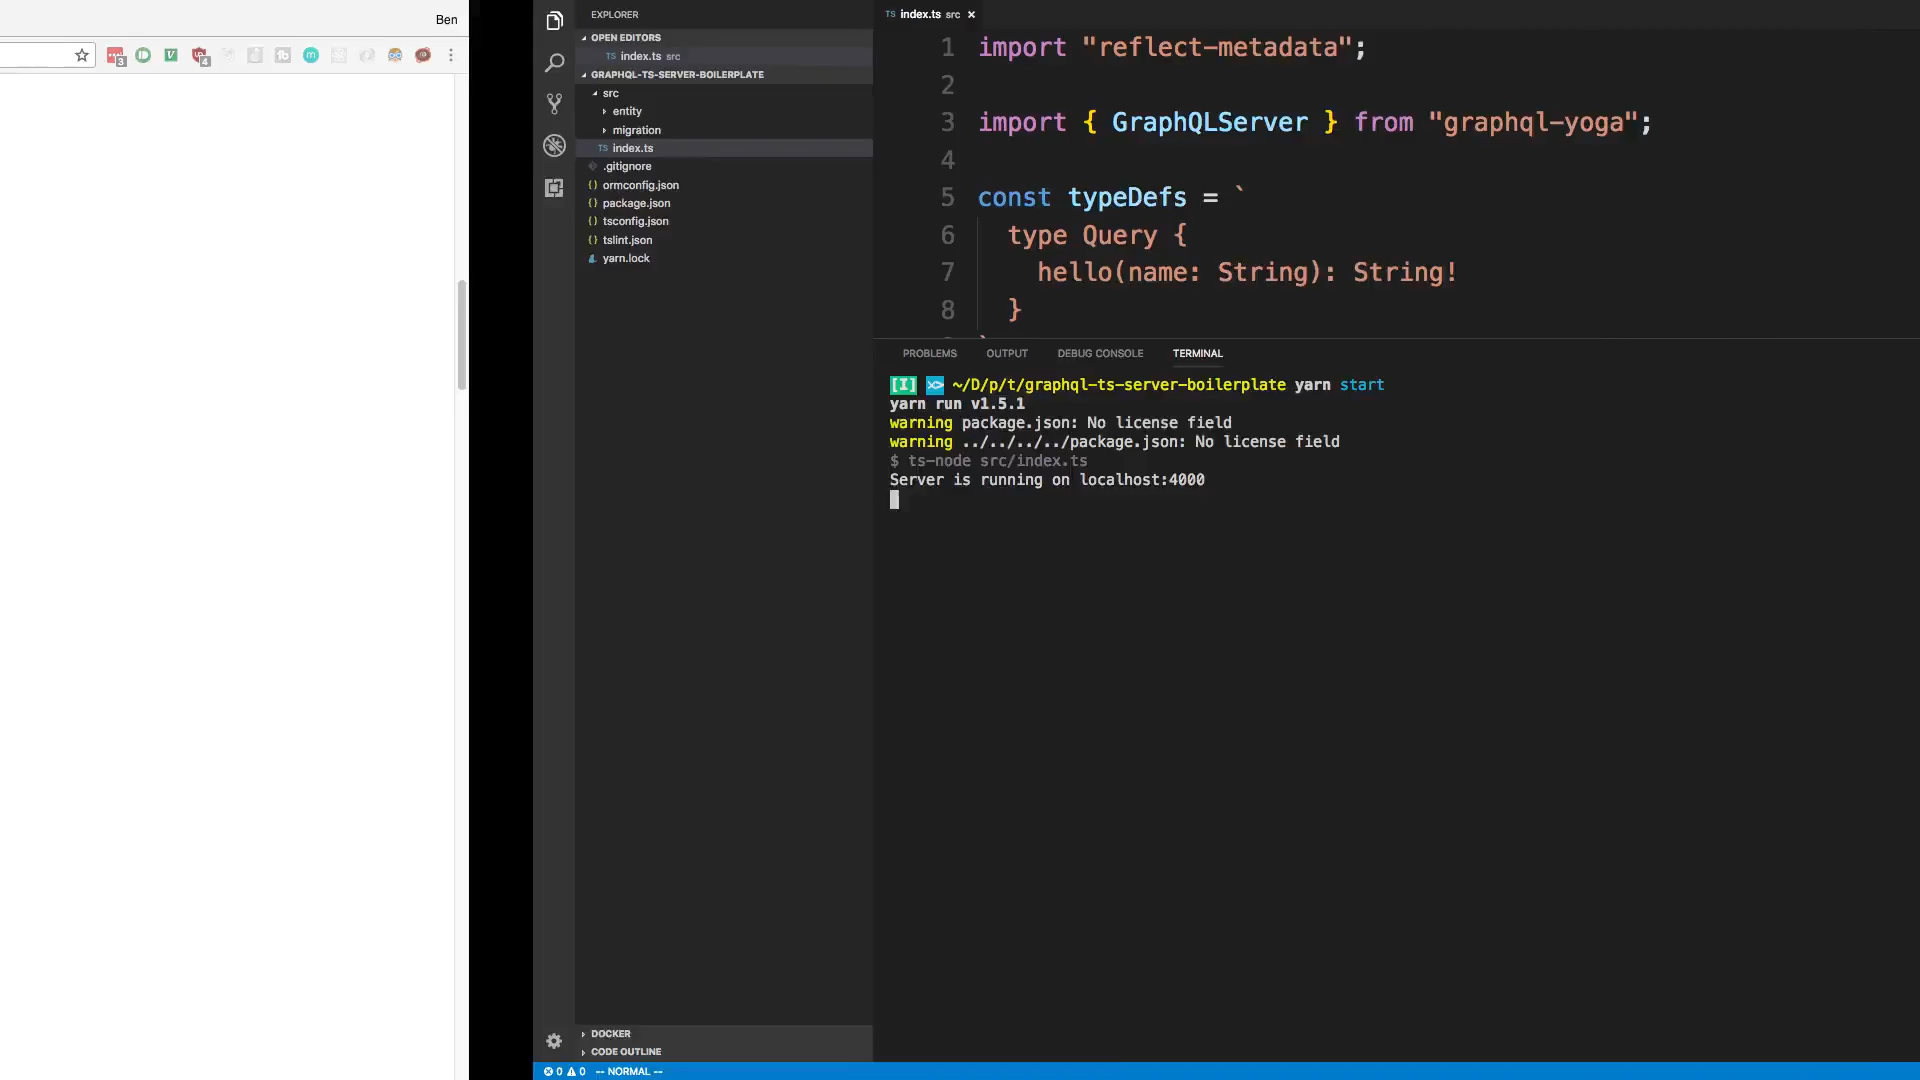 Ben
3
4
EXPLORER
OPEN EDITORS
TS index.ts src
GRAPHQL-TS-SERVER-BOILERPLATE
src
entity
migration
TS index.ts
.gitignore
{} ormconfig.json
{} package.json
{} tsconfig.json
{} tslint.json
yarn.lock
DOCKER
CODE OUTLINE
TS index.ts src ×
1 import "reflect-metadata";
2
3 import { GraphQLServer } from "graphql-yoga";
4
5 const typeDefs = `
6 type Query {
7 hello(name: String): String!
8 }
PROBLEMS OUTPUT DEBUG CONSOLE TERMINAL
[I] >< ~/D/p/t/graphql-ts-server-boilerplate yarn start
yarn run v1.5.1
warning package.json: No license field
warning ../../../../package.json: No license field
$ ts-node src/index.ts
Server is running on localhost:4000
0 0 -- NORMAL --